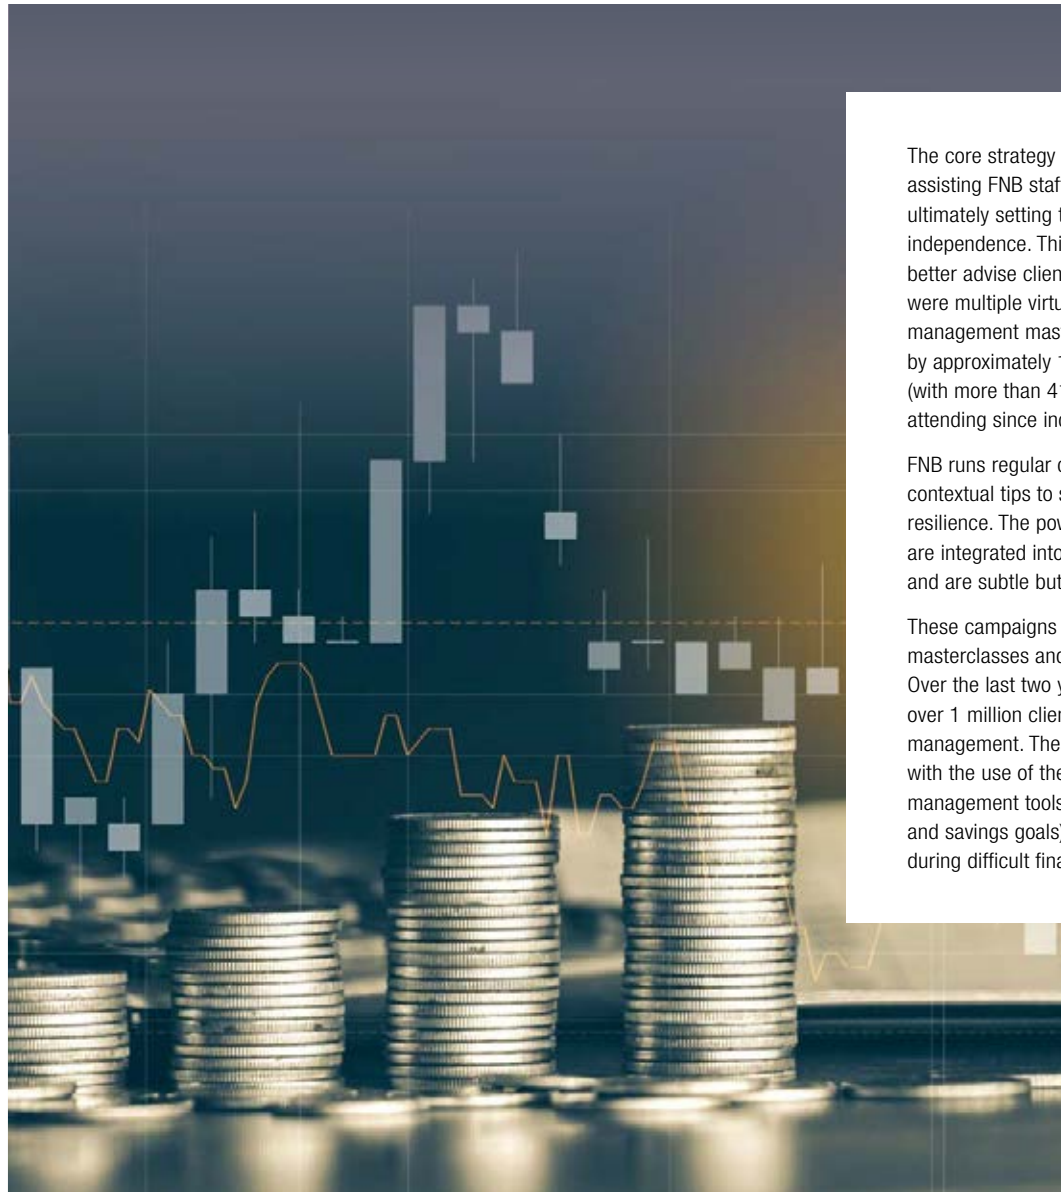 The core strategy
assisting FNB staf
ultimately setting t
independence. Thi
better advise clien
were multiple virtu
management mas
by approximately 1
(with more than 41
attending since inc
FNB runs regular c
contextual tips to s
resilience. The pow
are integrated into
and are subtle but
These campaigns
masterclasses and
Over the last two y
over 1 million clien
management. The
with the use of the
management tools
and savings goals)
during difficult fina